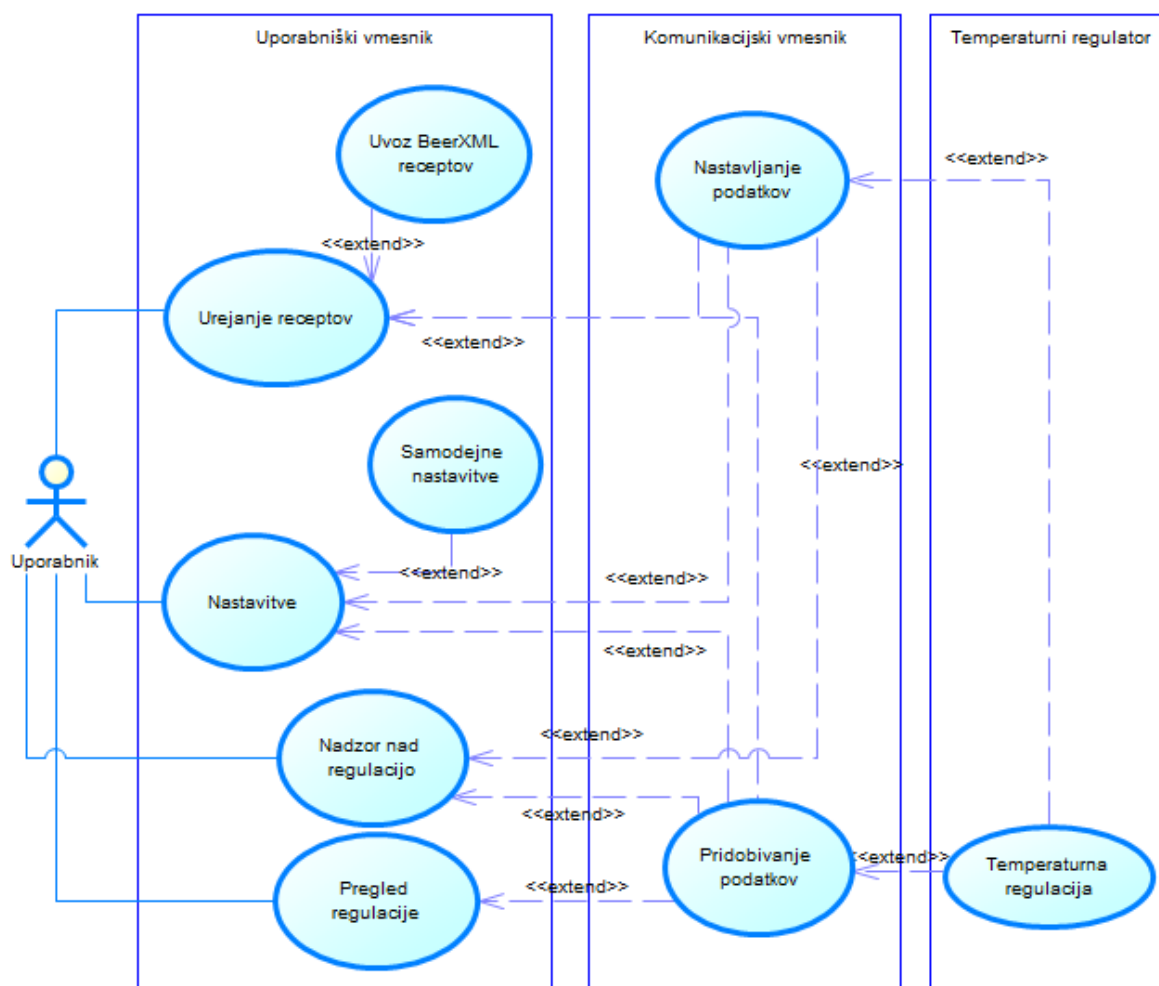 Uporabniški vmesnik
Komunikacijski vmesnik
Temperaturni regulator
Uvoz BeerXML
receptov
Nastavljanje
podatkov
<<extend>>
<<extend>>
Urejanje receptov
<<extend>>
Samodejne
nastavitve
<<extend>>
Uporabnik
<<extend>>
<<extend>>
Nastavitve
<<extend>>
Nadzor nad
regulacijo
<<extend>>
<<extend>>
Pregled
regulacije
<<extend>>
Pridobivanje
podatkov
<<extend>>
Temperaturna
regulacija